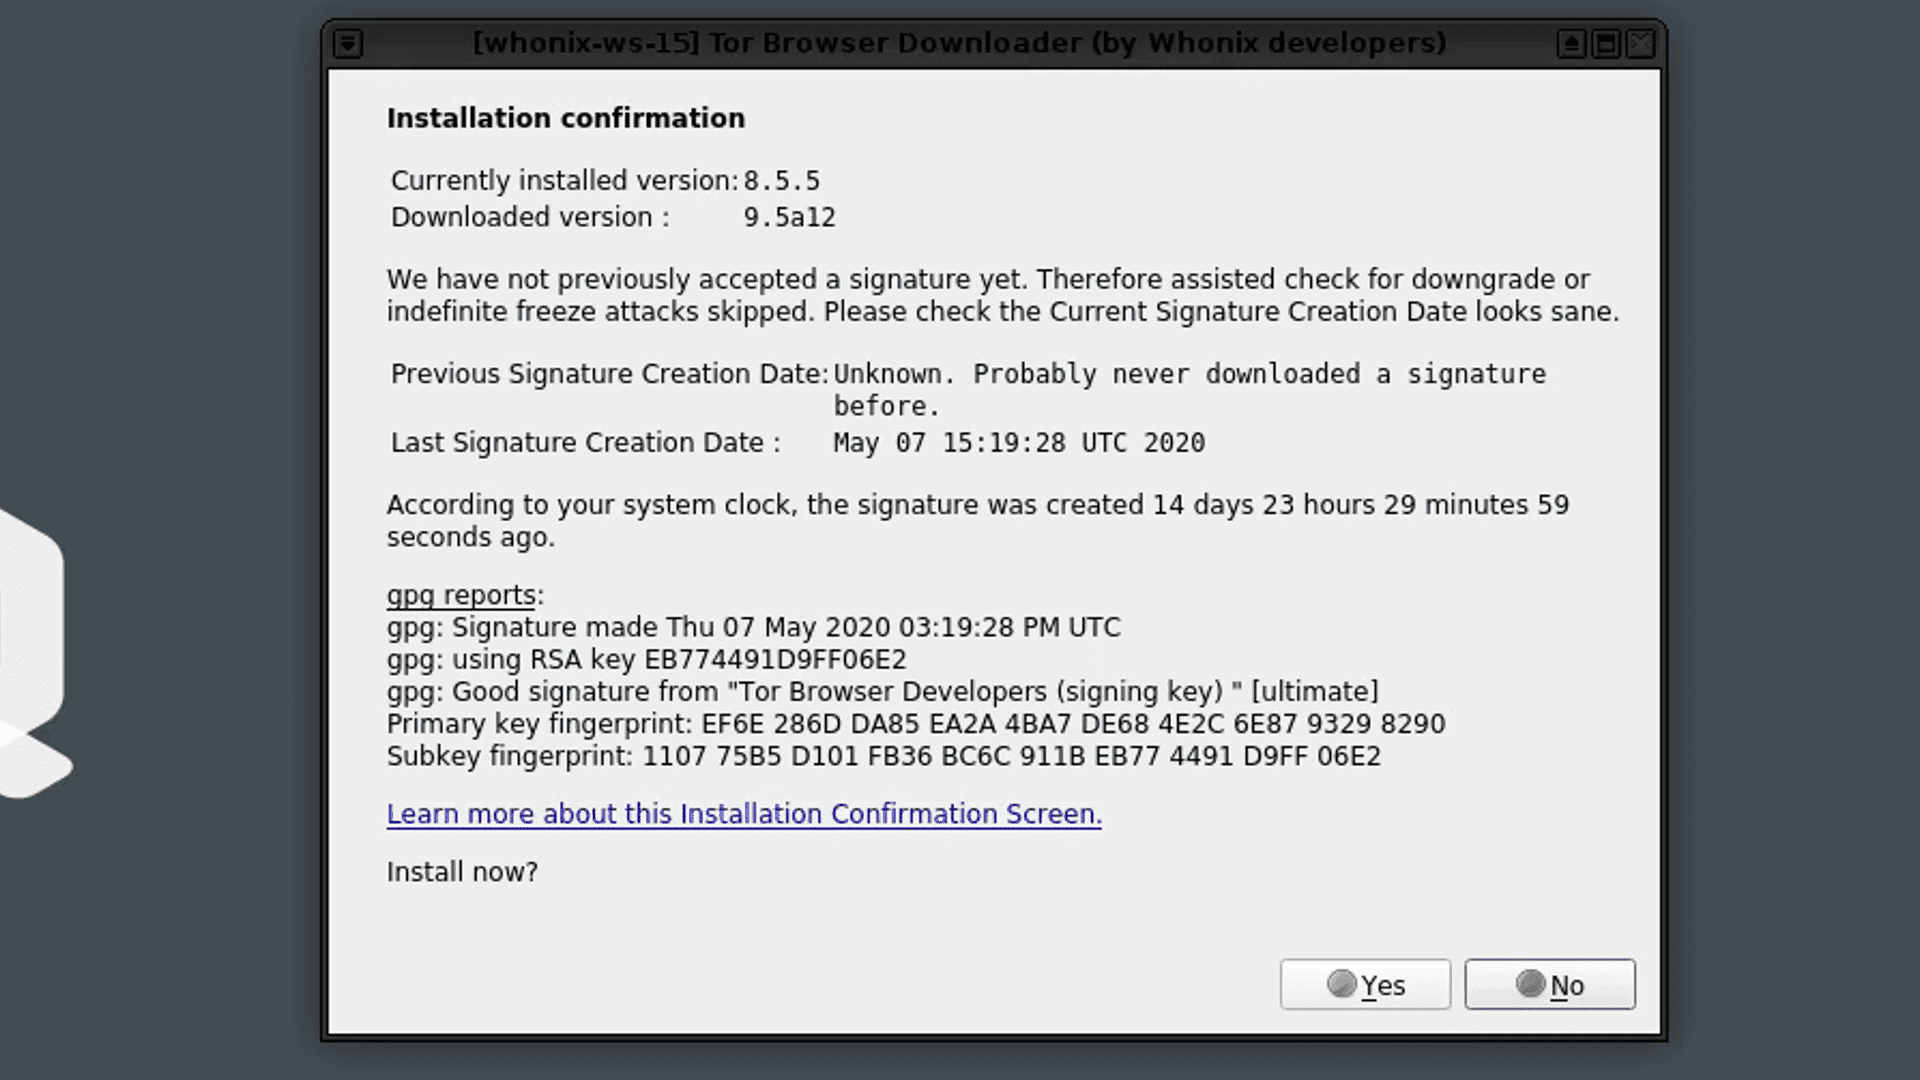 [whonix-ws-15] Tor Browser Downloader (by Whonix developers)
Installation confirmation
Currently installed version: 8.5.5
Downloaded version : 9.5a12
We have not previously accepted a signature yet. Therefore assisted check for downgrade or
indefinite freeze attacks skipped. Please check the Current Signature Creation Date looks sane.
Previous Signature Creation Date: Unknown. Probably never downloaded a signature
before.
Last Signature Creation Date : May 07 15:19:28 UTC 2020
According to your system clock, the signature was created 14 days 23 hours 29 minutes 59
seconds ago.
gpg reports:
gpg: Signature made Thu 07 May 2020 03:19:28 PM UTC
gpg: using RSA key EB774491D9FF06E2
gpg: Good signature from "Tor Browser Developers (signing key) " [ultimate]
Primary key fingerprint: EF6E 286D DA85 EA2A 4BA7 DE68 4E2C 6E87 9329 8290
Subkey fingerprint: 1107 75B5 D101 FB36 BC6C 911B EB77 4491 D9FF 06E2
Learn more about this Installation Confirmation Screen.
Install now?
Yes No